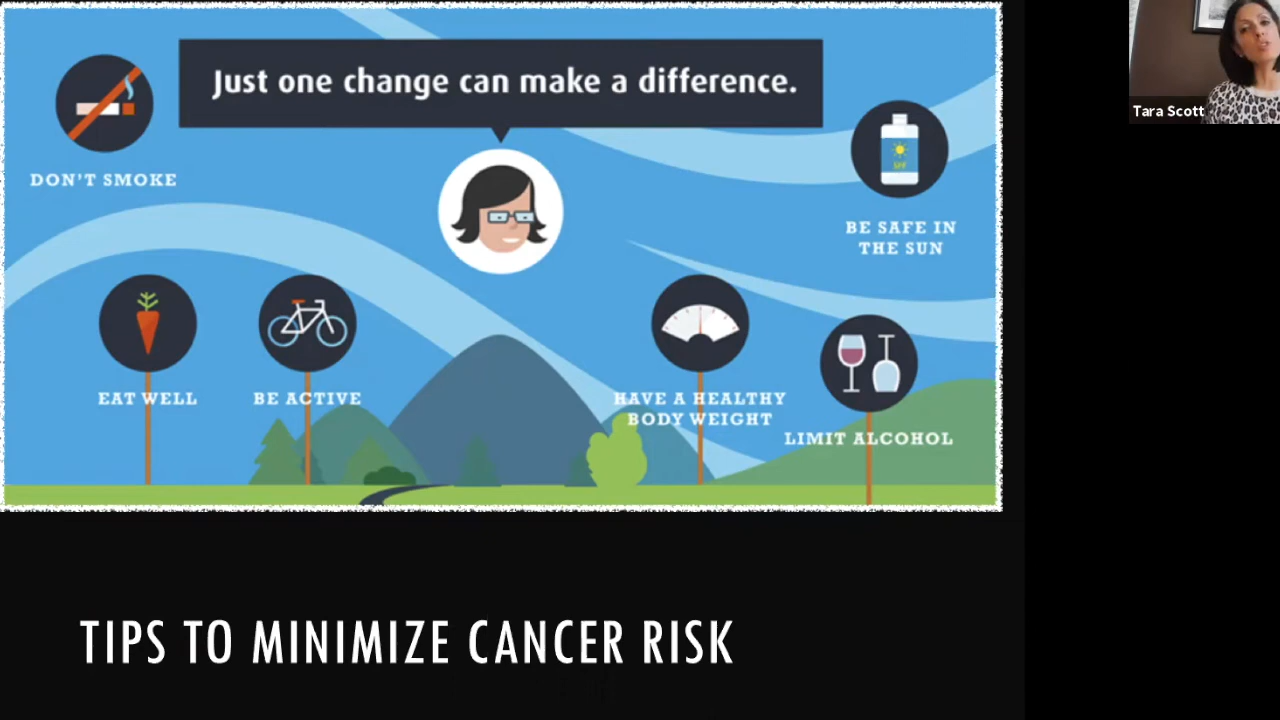 Just one change can make a difference.
DON'T SMOKE
BE SAFE IN
THE SUN
EAT WELL
BE ACTIVE
HAVE A HEALTHY
BODY WEIGHT
LIMIT ALCOHOL
TIPS TO MINIMIZE CANCER RISK
Tara Scott